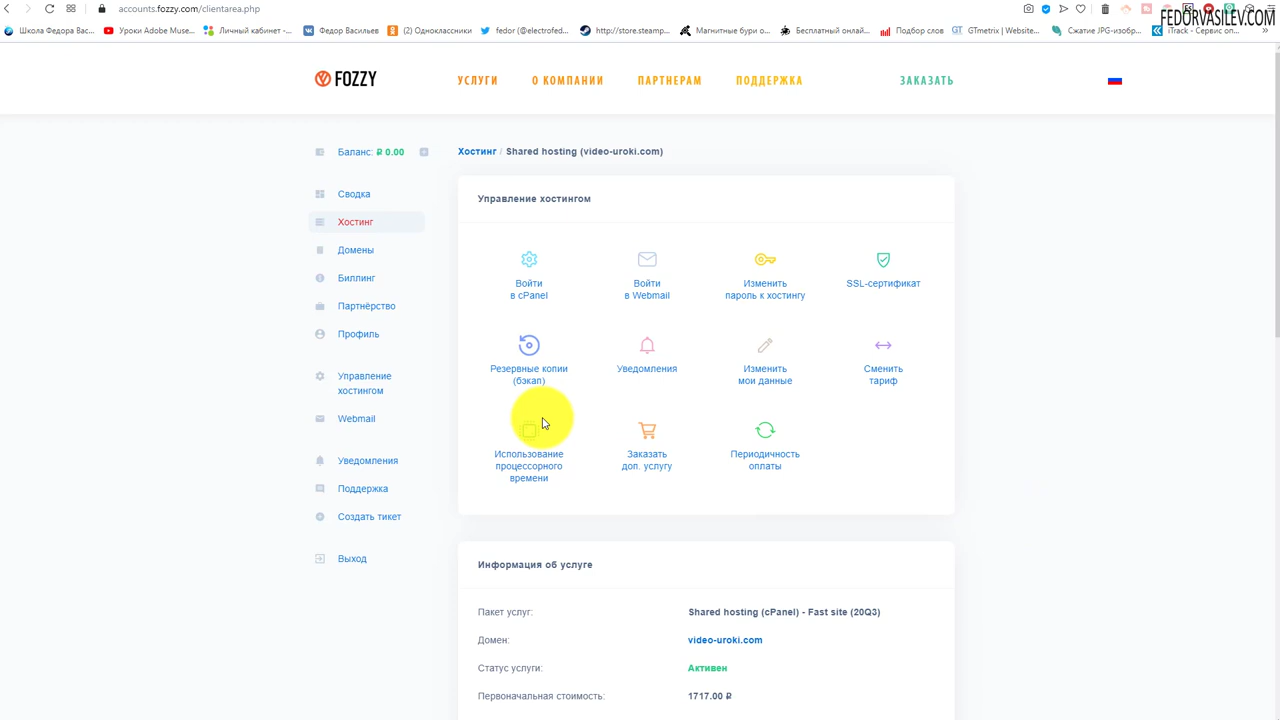 accounts.fozzy.com/clientarea.php
FEDORVASILEV.COM
Школа Федора Вас...
Уроки Adobe Muse...
Личный кабинет -...
Федор Васильев
(2) Одноклассники
fedor (@electrofed...
http://store.steamp...
Магнитные бури о...
Бесплатный онлай...
Подбор слов
GTmetrix | Website...
Сжатие JPG-изобр...
iTrack - Сервис оп...
FOZZY
УСЛУГИ
О КОМПАНИИ
ПАРТНЕРАМ
ПОДДЕРЖКА
ЗАКАЗАТЬ
Баланс: ₽ 0.00
Сводка
Хостинг
Домены
Биллинг
Партнёрство
Профиль
Управление
хостингом
Webmail
Уведомления
Поддержка
Создать тикет
Выход
Хостинг / Shared hosting (video-uroki.com)
Управление хостингом
Войти
в cPanel
Войти
в Webmail
Изменить
пароль к хостингу
SSL-сертификат
Резервные копии
(бэкап)
Уведомления
Изменить
мои данные
Сменить
тариф
Использование
процессорного
времени
Заказать
доп. услугу
Периодичность
оплаты
Информация об услуге
Пакет услуг: Shared hosting (cPanel) - Fast site (20Q3)
Домен: video-uroki.com
Статус услуги: Активен
Первоначальная стоимость: 1717.00 ₽